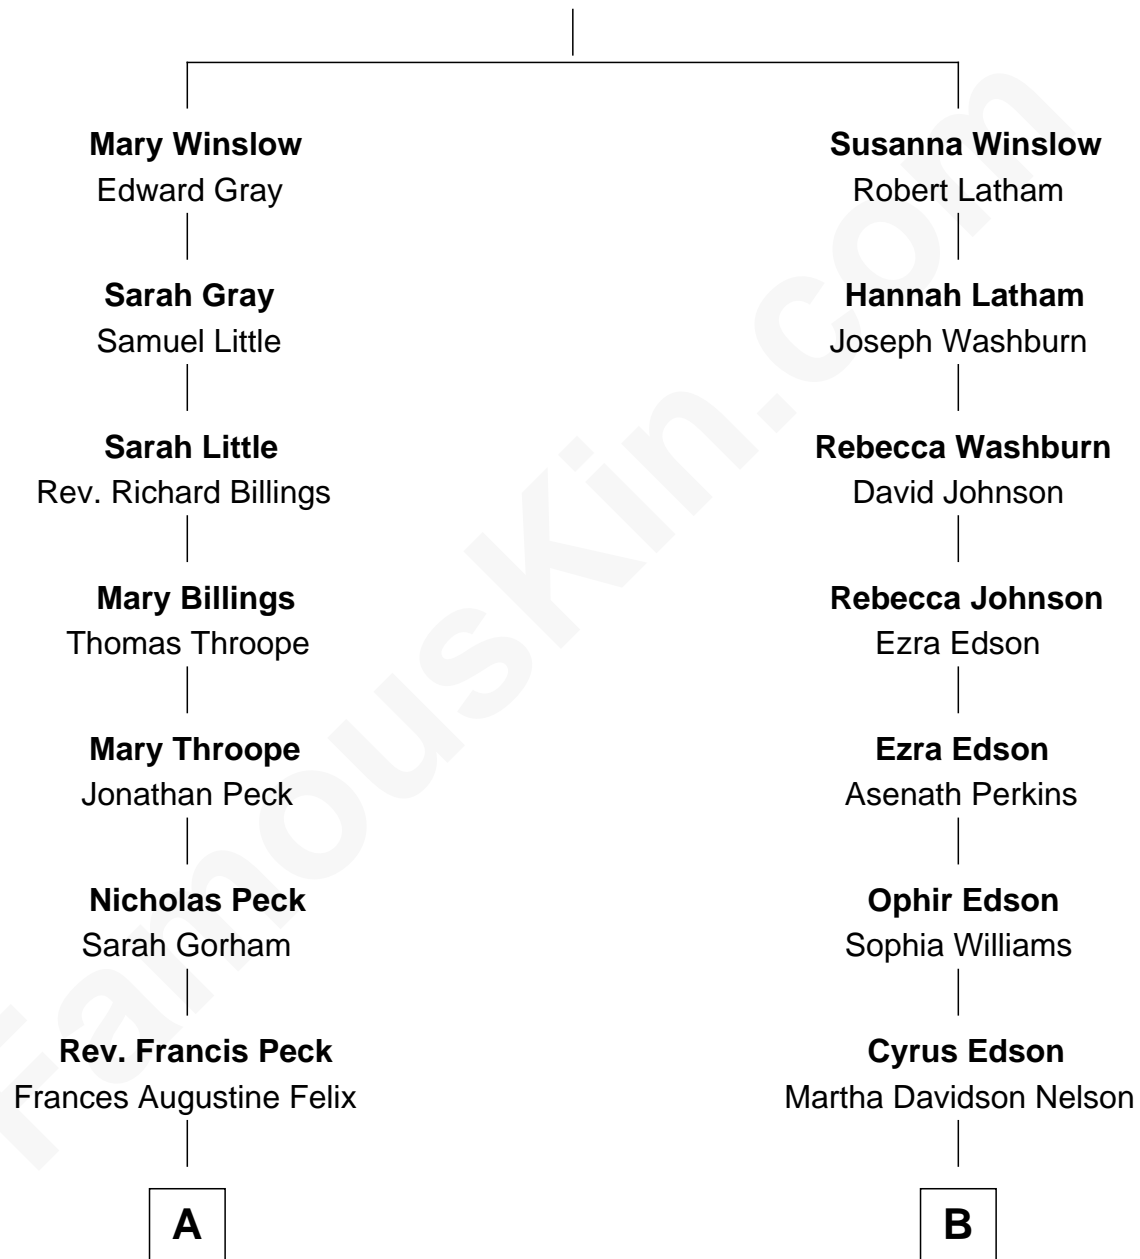 Mary Winslow
Edward Gray
Susanna Winslow
Robert Latham
Sarah Gray
Samuel Little
Hannah Latham
Joseph Washburn
Sarah Little
Rev. Richard Billings
Rebecca Washburn
David Johnson
Mary Billings
Thomas Throope
Rebecca Johnson
Ezra Edson
Mary Throope
Jonathan Peck
Ezra Edson
Asenath Perkins
Nicholas Peck
Sarah Gorham
Ophir Edson
Sophia Williams
Rev. Francis Peck
Frances Augustine Felix
Cyrus Edson
Martha Davidson Nelson
A
B
FamousKin.com